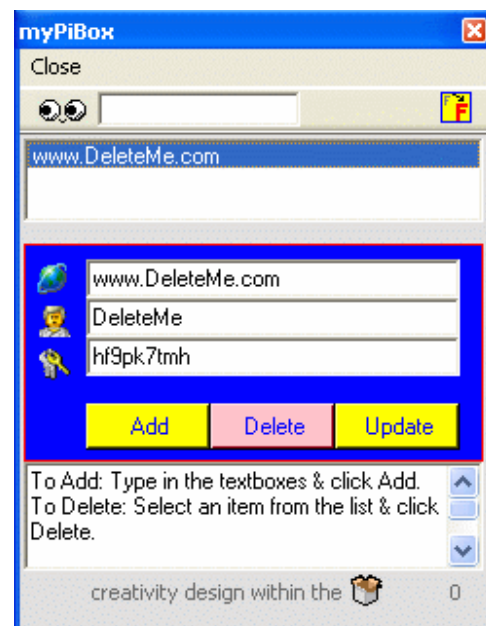 myPiBox
Close
F F
www.DeleteMe.com
www.DeleteMe.com
DeleteMe
hf9pk7tmh
Add Delete Update
To Add: Type in the textboxes & click Add.
To Delete: Select an item from the list & click
Delete.
creativity design within the 0